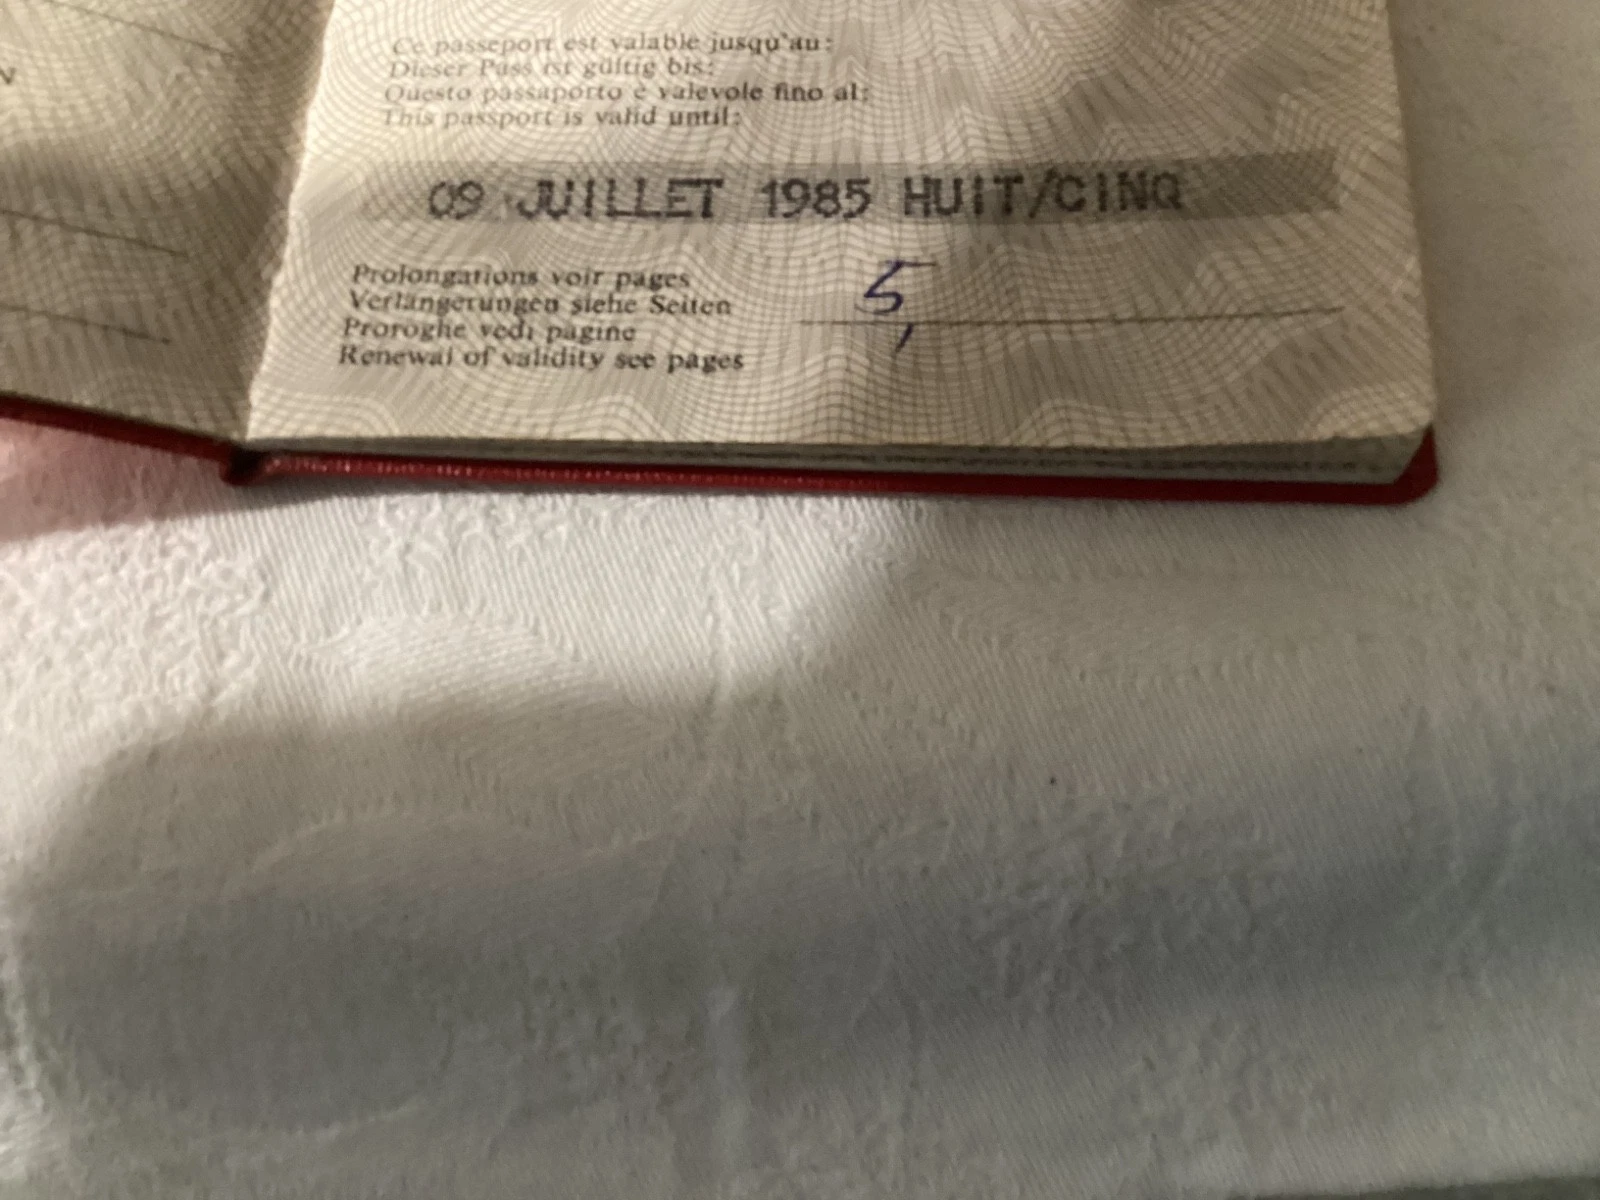 N
Ce passeport est valable jusqu'au:
Dieser Pass ist gültig bis:
Questo passaporto è valevole fino al:
This passport is valid until:
09 JUILLET 1985 HUIT/CINQ
Prolongations voir pages
Verlängerungen siehe Seiten
Proroghe vedi pagine
Renewal of validity see pages
5,